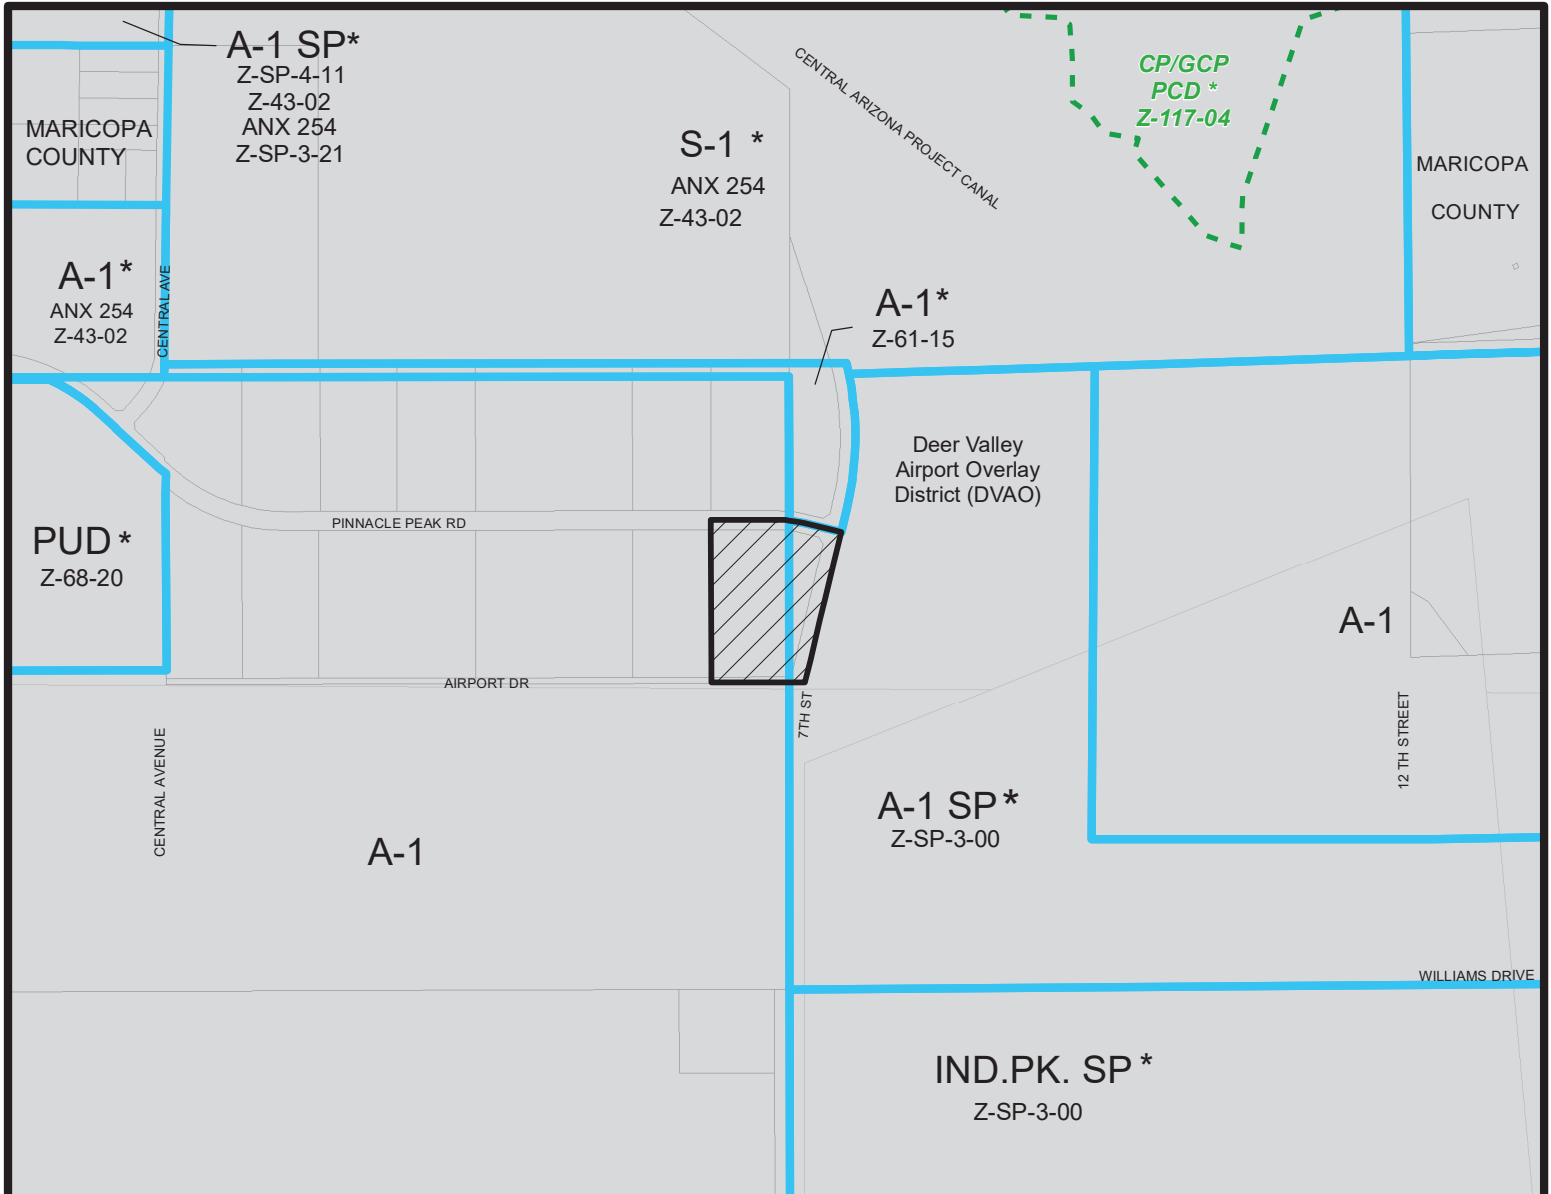 A-1 SP*
Z-SP-4-11
Z-43-02
ANX 254
Z-SP-3-21
MARICOPA
COUNTY
S-1 *
ANX 254
Z-43-02
CENTRAL ARIZONA PROJECT CANAL
CP/GCP
PCD *
Z-117-04
MARICOPA
COUNTY
A-1*
ANX 254
Z-43-02
CENTRAL AVE
A-1*
Z-61-15
Deer Valley
Airport Overlay
District (DVAO)
PUD *
Z-68-20
PINNACLE PEAK RD
A-1
AIRPORT DR
7TH ST
12 TH STREET
CENTRAL AVENUE
A-1
A-1 SP*
Z-SP-3-00
WILLIAMS DRIVE
IND.PK. SP *
Z-SP-3-00